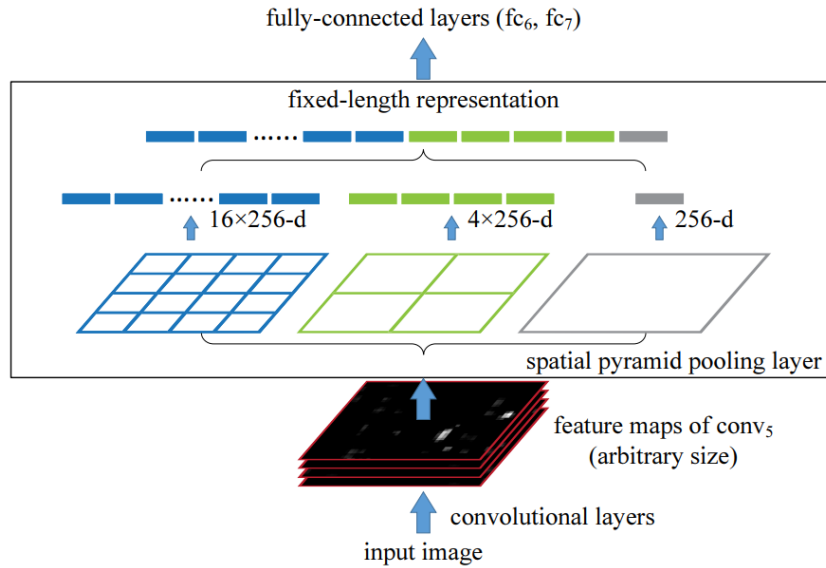 fully-connected layers (fc₆, fc₇)
fixed-length representation
......
......
16×256-d
4×256-d
256-d
spatial pyramid pooling layer
feature maps of conv₅
(arbitrary size)
convolutional layers
input image